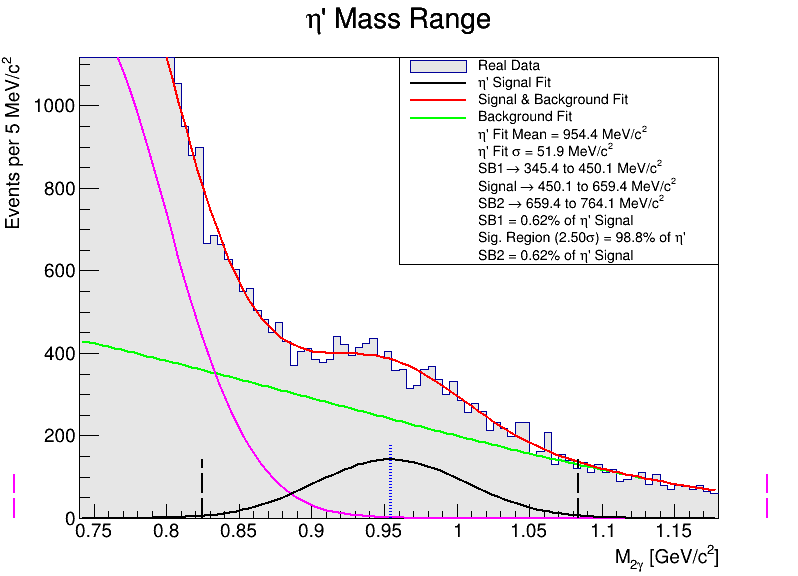 η' Mass Range
Events per 5 MeV/c²
1000
800
600
400
200
0
Real Data
η' Signal Fit
Signal & Background Fit
Background Fit
η' Fit Mean = 954.4 MeV/c²
η' Fit σ = 51.9 MeV/c²
SB1 → 345.4 to 450.1 MeV/c²
Signal → 450.1 to 659.4 MeV/c²
SB2 → 659.4 to 764.1 MeV/c²
SB1 = 0.62% of η' Signal
Sig. Region (2.50σ) = 98.8% of η'
SB2 = 0.62% of η' Signal
0.75 0.8 0.85 0.9 0.95 1 1.05 1.1 1.15
M₂γ [GeV/c²]